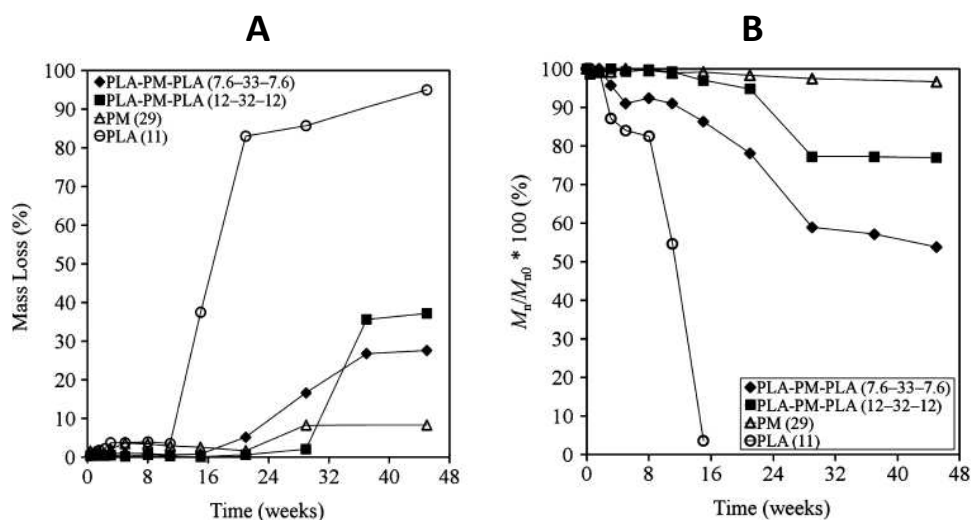 A
100
90
80
70
60
50
40
30
20
10
0
Mass Loss (%)
PLA-PM-PLA (7.6–33–7.6)
PLA-PM-PLA (12–32–12)
PM (29)
PLA (11)
0 8 16 24 32 40 48
Time (weeks)
B
100
90
80
70
60
50
40
30
20
10
0
Mn/Mn0 * 100 (%)
PLA-PM-PLA (7.6–33–7.6)
PLA-PM-PLA (12–32–12)
PM (29)
PLA (11)
0 8 16 24 32 40 48
Time (weeks)